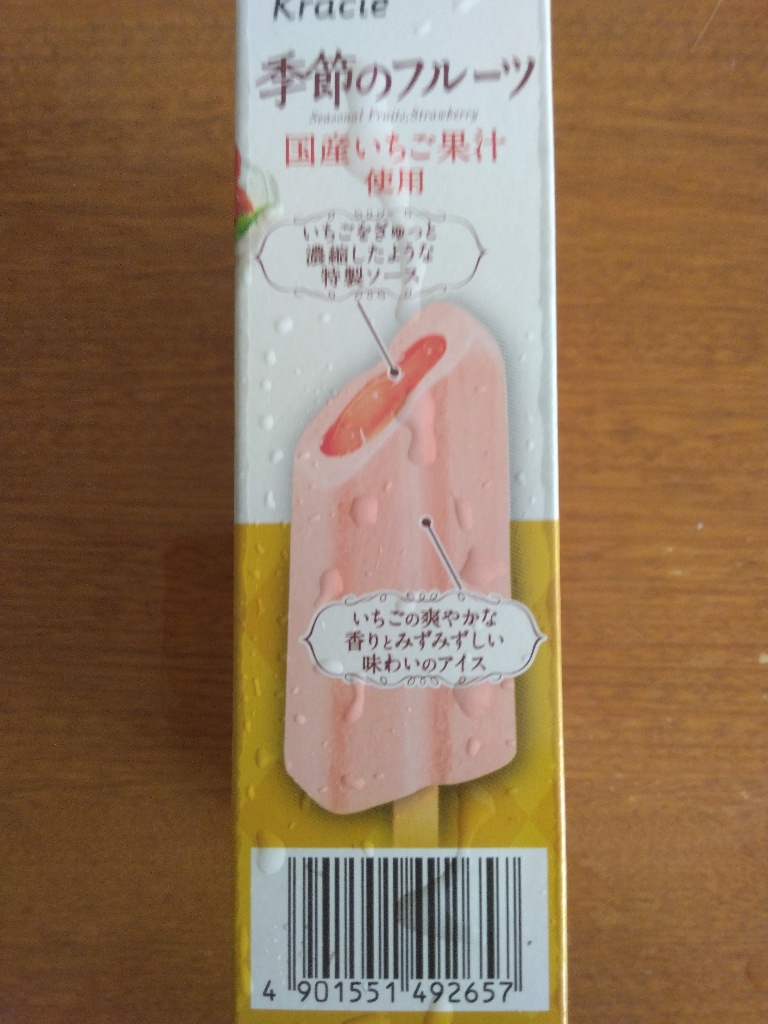 Kracie
季節のフルーツ
Seasonal Fruits;Strawberry
国産いちご果汁
使用
いちごをぎゅっと
濃縮したような
特製ソース
いちごの爽やかな
香りとみずみずしい
味わいのアイス
4 901551 492657